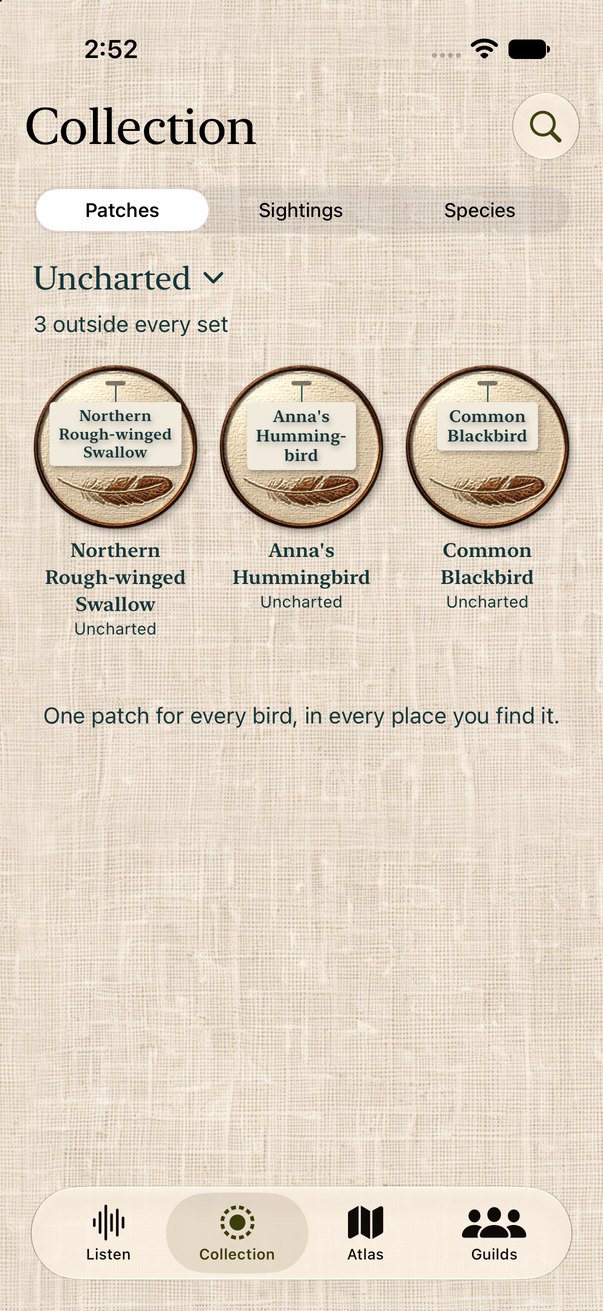 2:52
Collection
Patches Sightings Species
Uncharted
3 outside every set
Northern
Rough-winged
Swallow
Anna's
Humming-
bird
Common
Blackbird
Northern
Rough-winged
Swallow
Uncharted
Anna's
Hummingbird
Uncharted
Common
Blackbird
Uncharted
One patch for every bird, in every place you find it.
Listen Collection Atlas Guilds